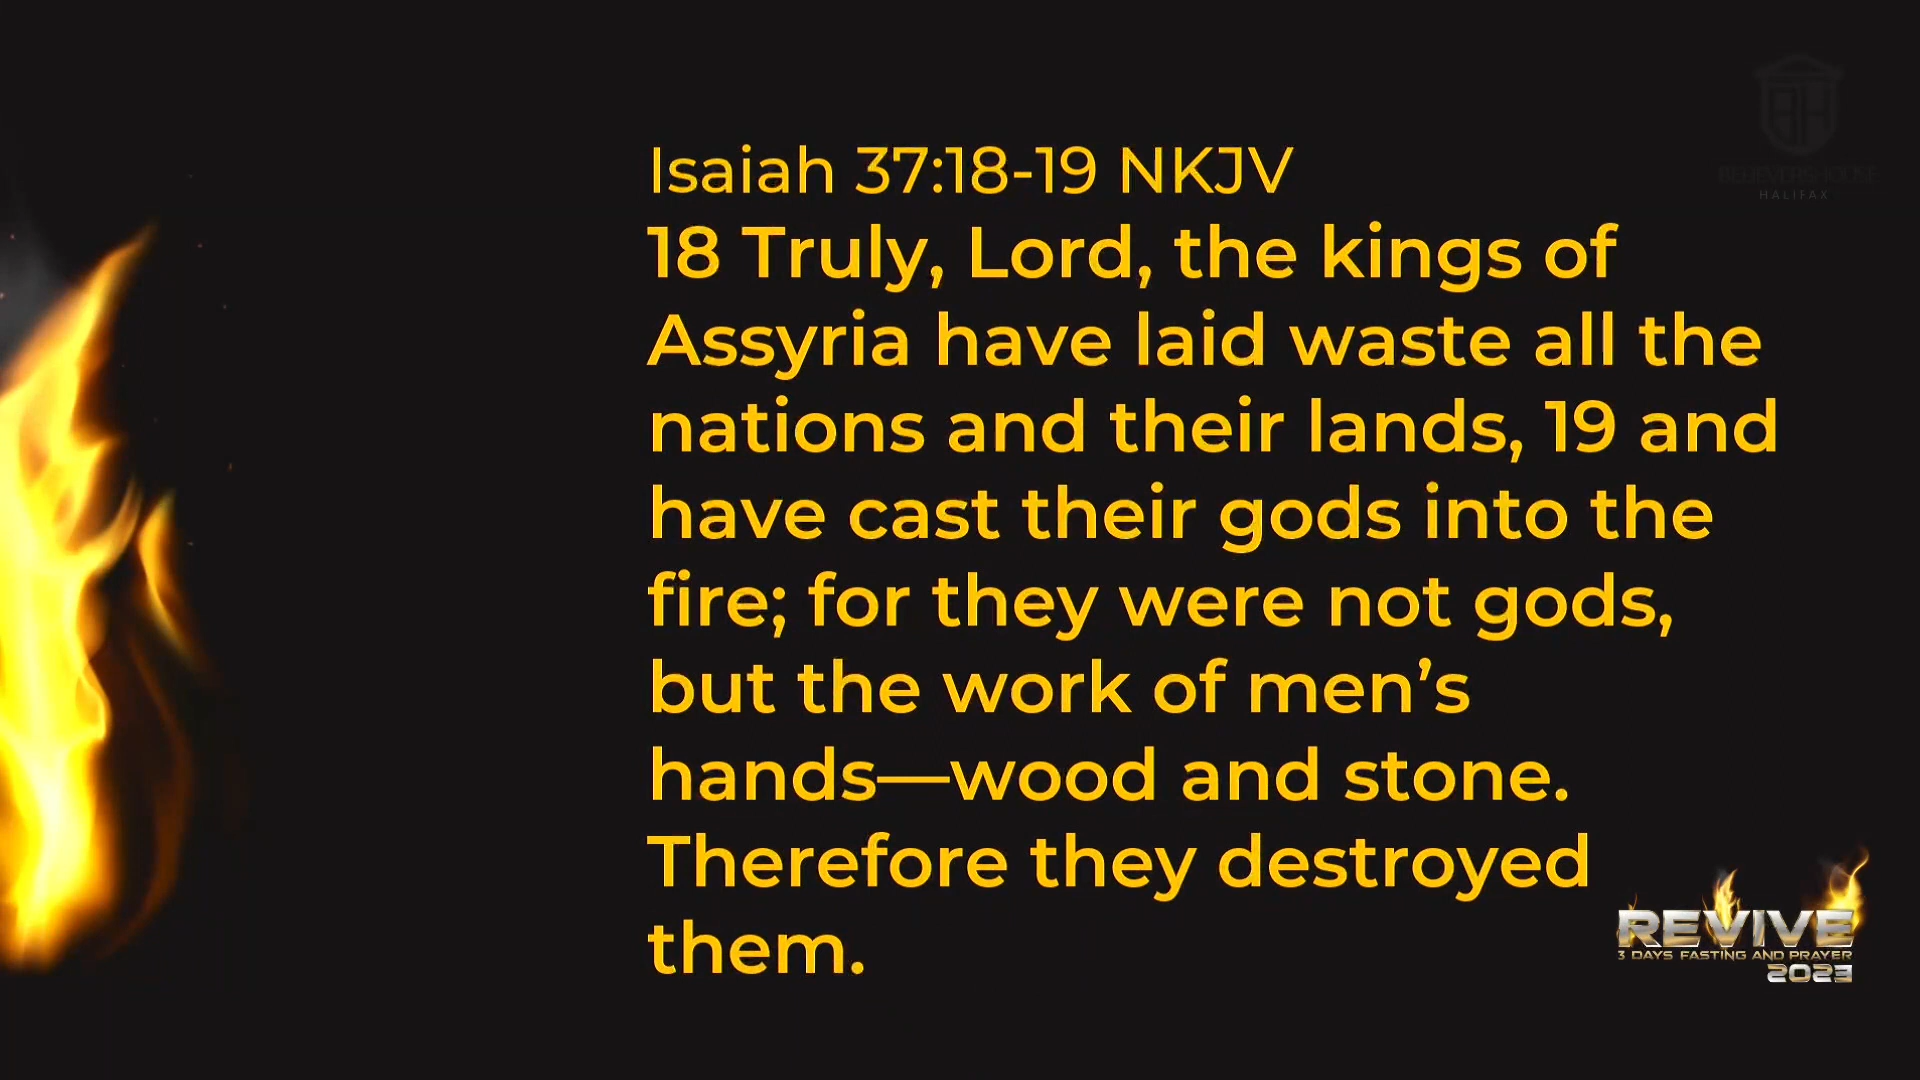 BELIEVERSHOUSE
HALIFAX
Isaiah 37:18-19 NKJV
18 Truly, Lord, the kings of
Assyria have laid waste all the
nations and their lands, 19 and
have cast their gods into the
fire; for they were not gods,
but the work of men’s
hands—wood and stone.
Therefore they destroyed
them.
REVIVE
3 DAYS FASTING AND PRAYER
2023